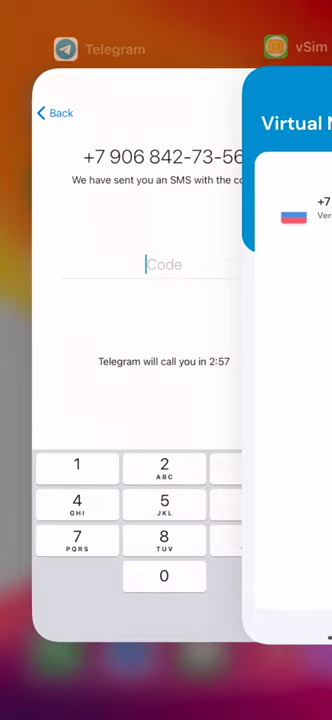 Telegram
vSim
Back
Virtual
+7 906 842-73-56
We have sent you an SMS with the
+7
Code
Telegram will call you in 2:57
1
2
ABC
4
GHI
5
JKL
7
PQRS
8
TUV
0